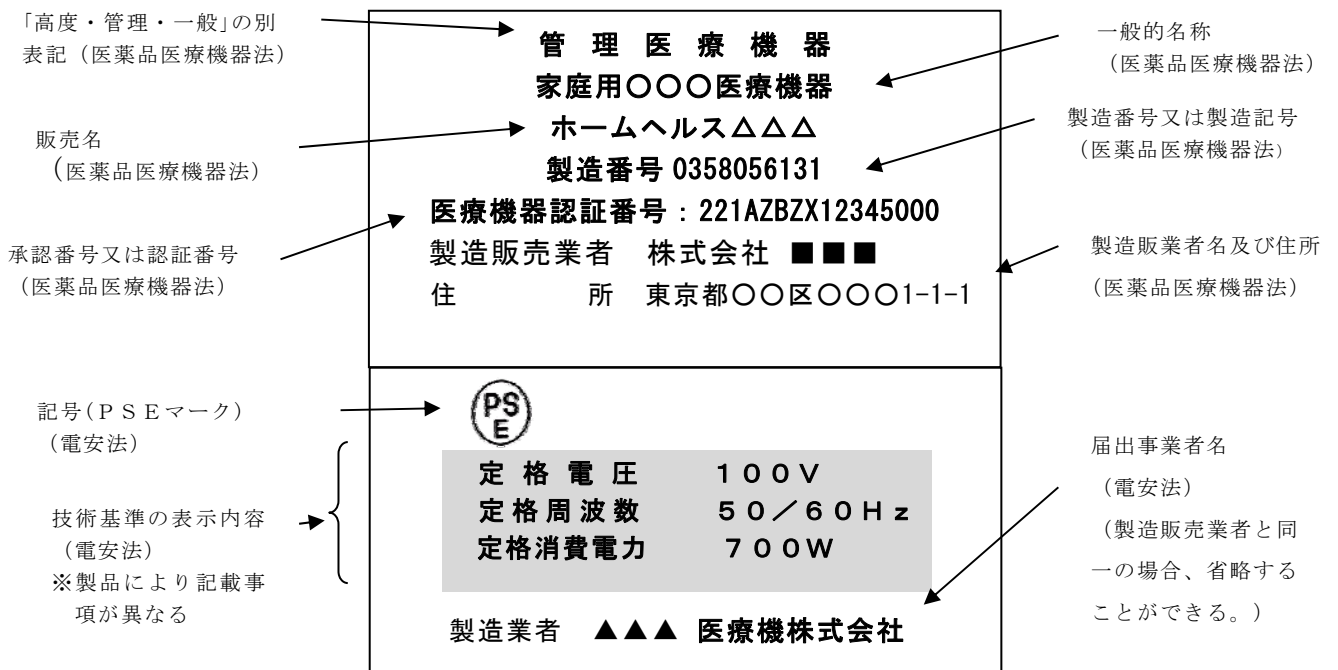 「高度・管理・一般」の別
表記（医薬品医療機器法）
販売名
（医薬品医療機器法）
承認番号又は認証番号
（医薬品医療機器法）
記号（ＰＳＥマーク）
（電安法）
技術基準の表示内容
（電安法）
※製品により記載事
項が異なる
管理医療機器
家庭用〇〇〇医療機器
ホームヘルス△△△
製造番号 0358056131
医療機器認証番号：221AZBZX12345000
製造販売業者　株式会社 ■■■
住　　　　所　東京都〇〇区〇〇〇1-1-1
PS
E
定格電圧　１００Ｖ
定格周波数　５０／６０Ｈｚ
定格消費電力　７００Ｗ
製造業者　▲▲▲ 医療機株式会社
一般的名称
（医薬品医療機器法）
製造番号又は製造記号
（医薬品医療機器法）
製造販業者名及び住所
（医薬品医療機器法）
届出事業者名
（電安法）
（製造販売業者と同
一の場合、省略する
ことができる。）